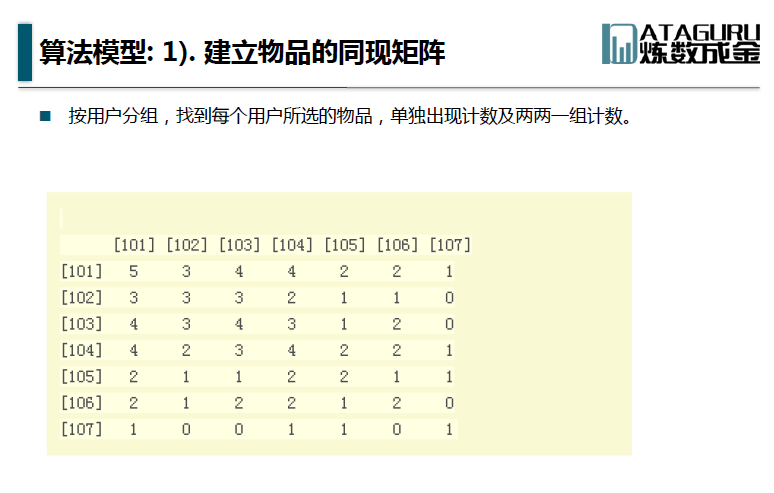 算法模型: 1). 建立物品的同现矩阵
ATAGURU
炼数成金
按用户分组，找到每个用户所选的物品，单独出现计数及两两一组计数。
[101] [102] [103] [104] [105] [106] [107]
[101] 5 3 4 4 2 2 1
[102] 3 3 3 2 1 1 0
[103] 4 3 4 3 1 2 0
[104] 4 2 3 4 2 2 1
[105] 2 1 1 2 2 1 1
[106] 2 1 2 2 1 2 0
[107] 1 0 0 1 1 0 1